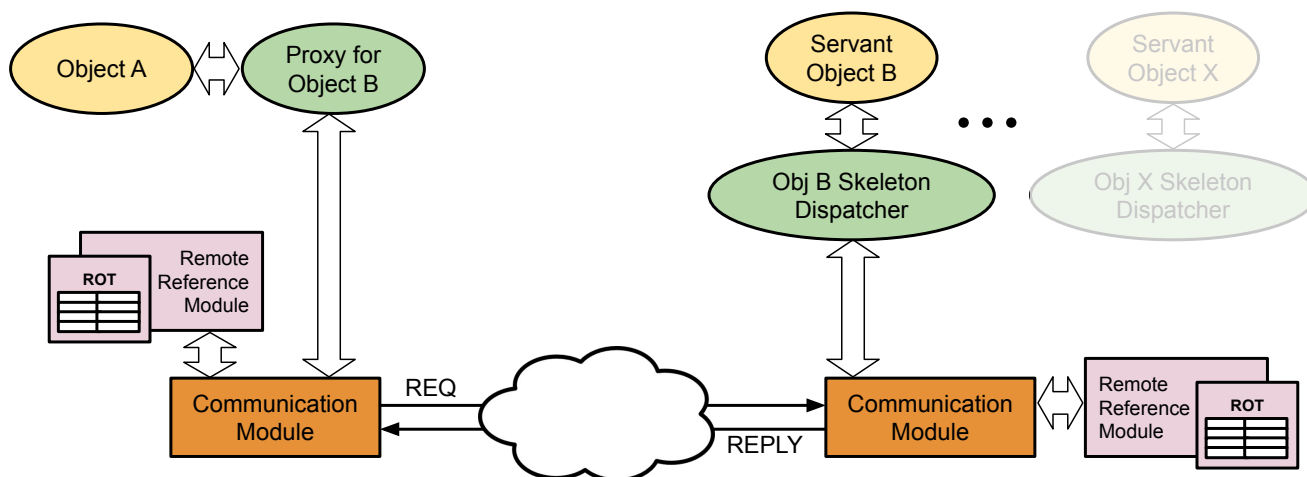 Object A
Proxy for
Object B
Servant
Object B
Servant
Object X
• • •
Obj B Skeleton
Dispatcher
Obj X Skeleton
Dispatcher
Remote
Reference
Module
ROT
Communication
Module
REQ
REPLY
Communication
Module
Remote
Reference
Module
ROT